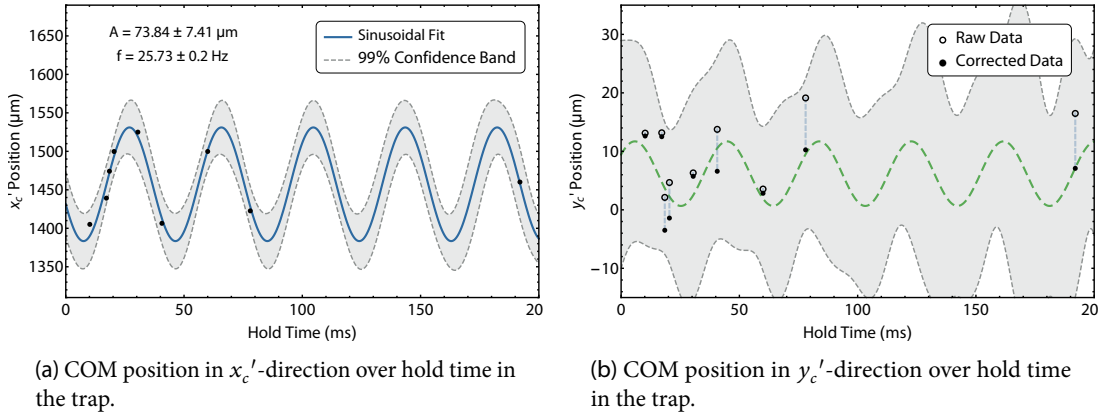 1650
1600
1550
1500
1450
1400
1350
x_c′ Position (µm)
A = 73.84 ± 7.41 µm
f = 25.73 ± 0.2 Hz
Sinusoidal Fit
99% Confidence Band
0 50 100 150 20
Hold Time (ms)
(a) COM position in x_c′-direction over hold time in
the trap.
30
20
10
0
−10
y_c′ Position (µm)
Raw Data
Corrected Data
0 50 100 150 20
Hold Time (ms)
(b) COM position in y_c′-direction over hold time
in the trap.